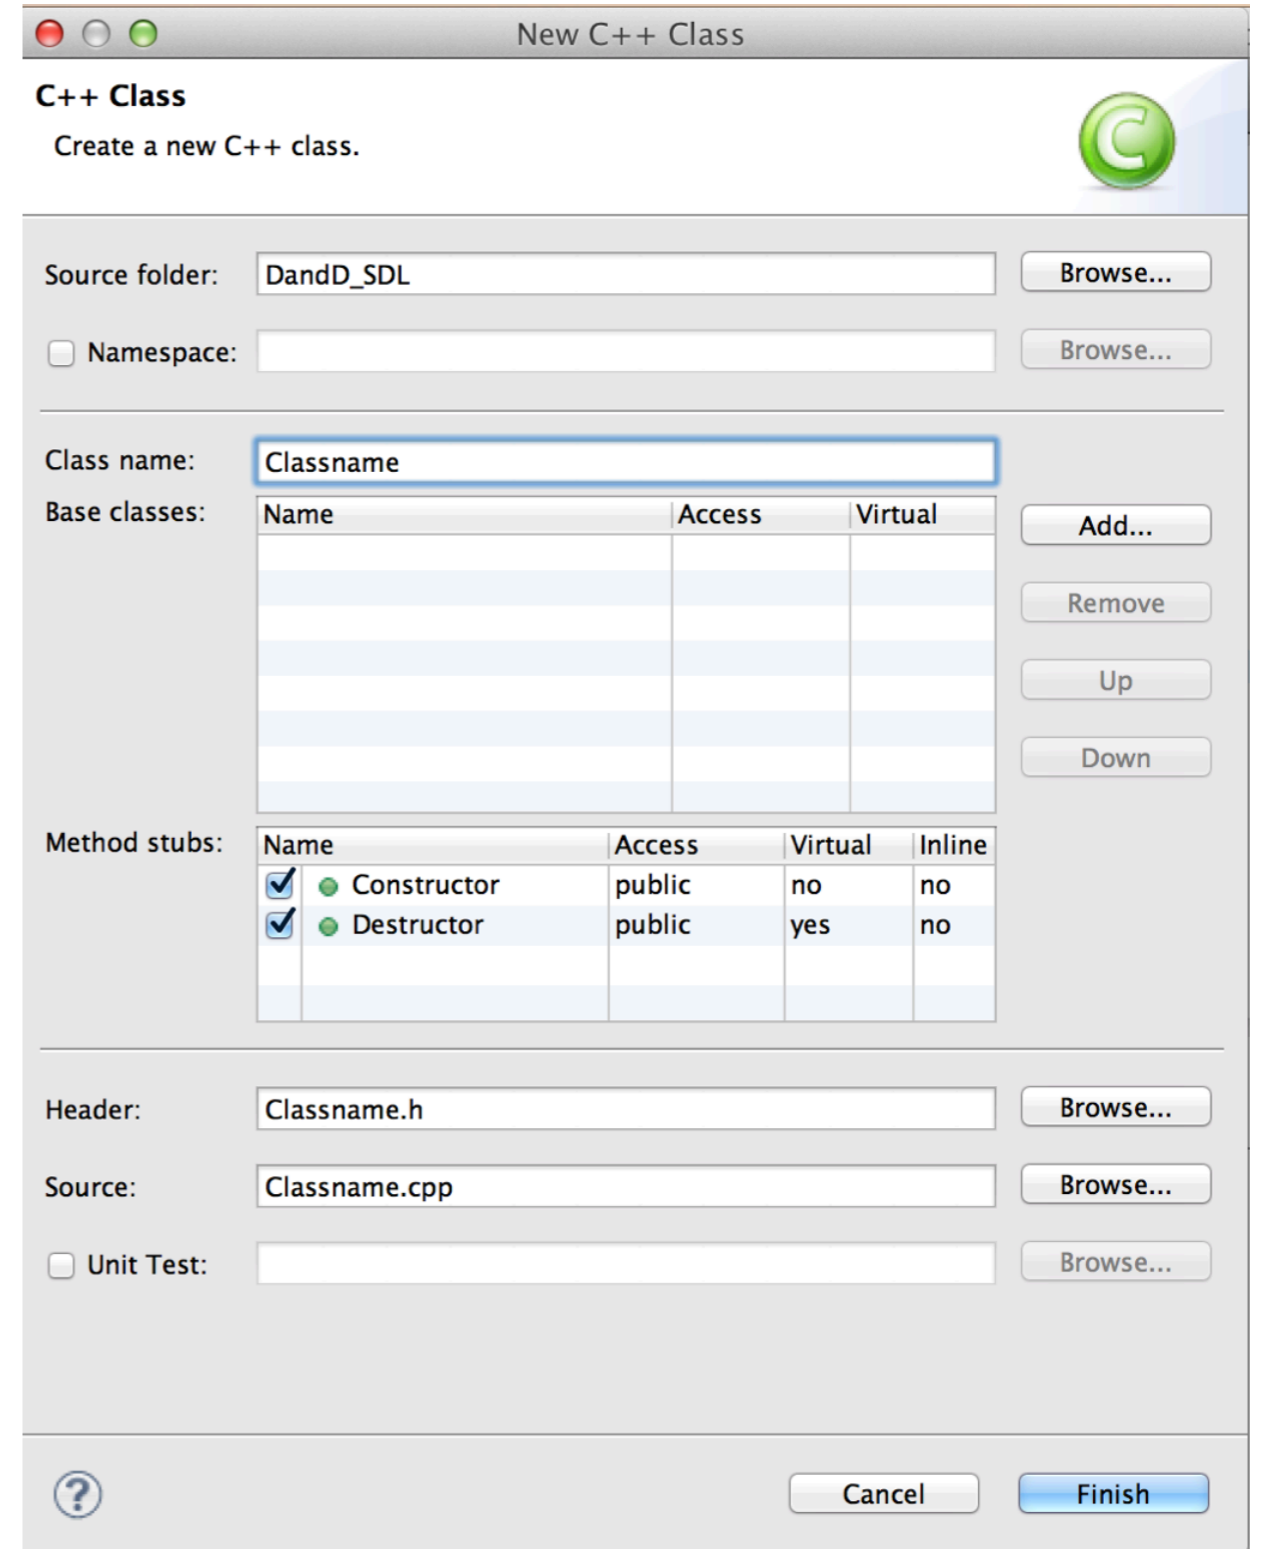 New C++ Class
C++ Class
Create a new C++ class.
C
Source folder: DandD_SDL Browse...
Namespace: Browse...
Class name: Classname
Base classes: Name Access Virtual Add...
Remove
Up
Down
Method stubs: Name Access Virtual Inline
Constructor public no no
Destructor public yes no
Header: Classname.h Browse...
Source: Classname.cpp Browse...
Unit Test: Browse...
? Cancel Finish